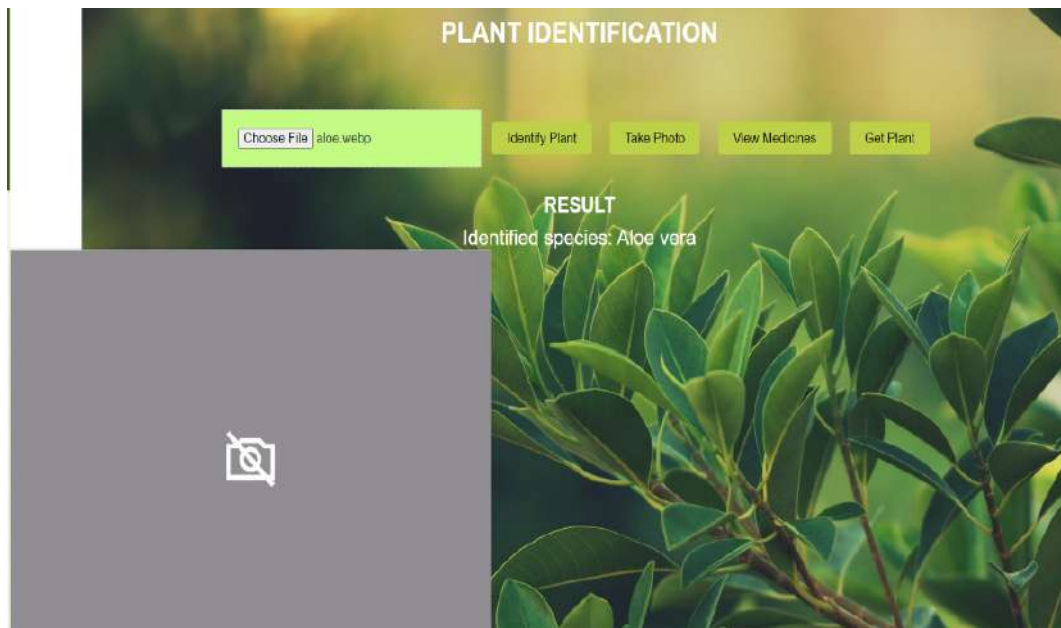 PLANT IDENTIFICATION
Choose File aloe.webp Identify Plant Take Photo View Medicines Get Plant
RESULT
Identified species: Aloe vera